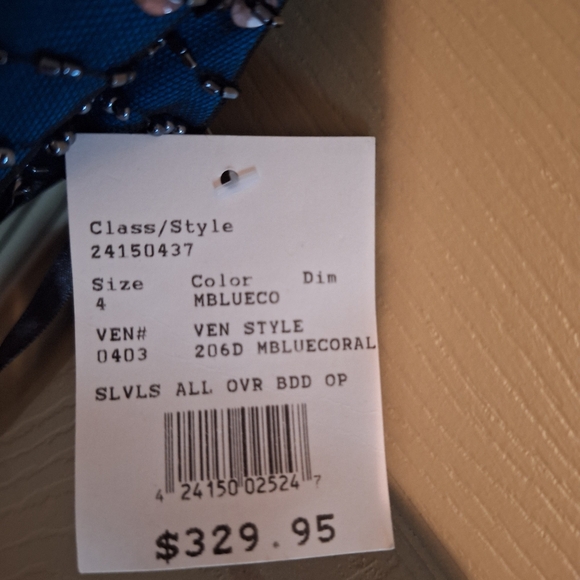 Class/Style
24150437
Size Color Dim
4 MBLUECO
VEN# VEN STYLE
0403 206D MBLUECORAL
SLVLS ALL OVR BDD OP
4 24150 02524 7
$329.95